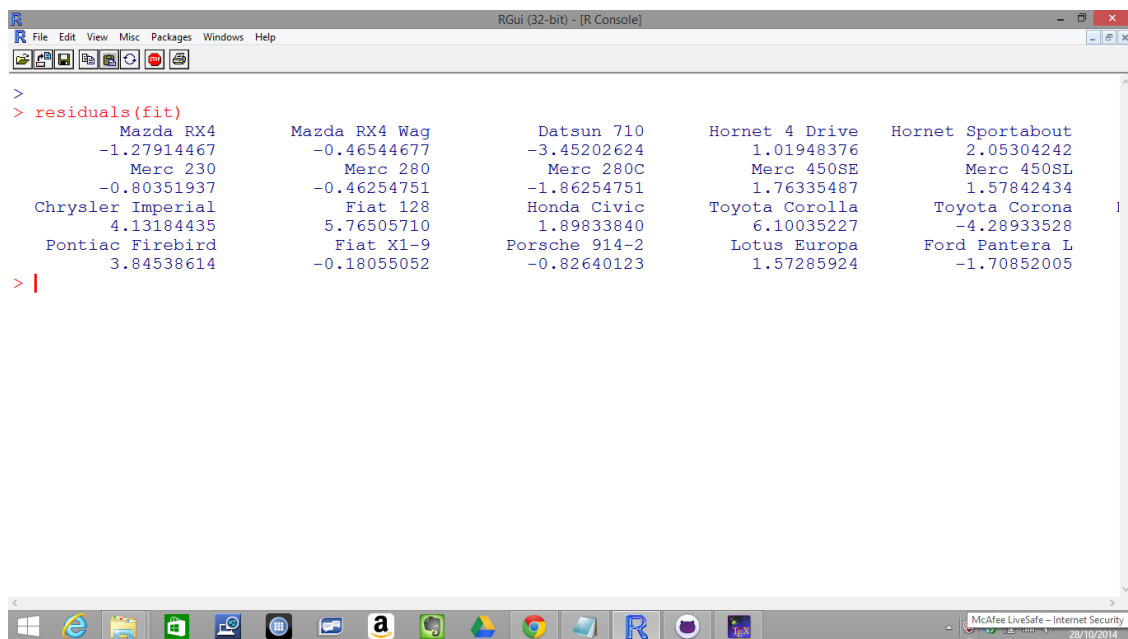 RGui (32-bit) - [R Console]
File Edit View Misc Packages Windows Help
STOP
>
> residuals(fit)
Mazda RX4 Mazda RX4 Wag Datsun 710 Hornet 4 Drive Hornet Sportabout
-1.27914467 -0.46544677 -3.45202624 1.01948376 2.05304242
Merc 230 Merc 280 Merc 280C Merc 450SE Merc 450SL
-0.80351937 -0.46254751 -1.86254751 1.76335487 1.57842434
Chrysler Imperial Fiat 128 Honda Civic Toyota Corolla Toyota Corona
4.13184435 5.76505710 1.89833840 6.10035227 -4.28933528
Pontiac Firebird Fiat X1-9 Porsche 914-2 Lotus Europa Ford Pantera L
3.84538614 -0.18055052 -0.82640123 1.57285924 -1.70852005
>
McAfee LiveSafe – Internet Security
28/10/2014